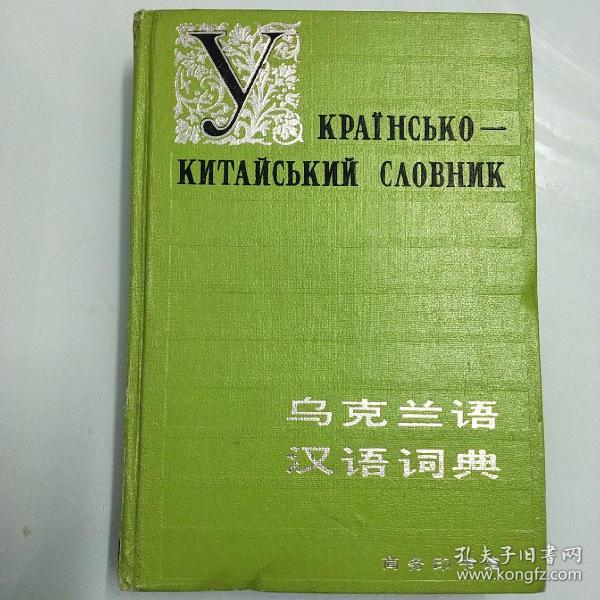 УКРАЇНСЬКО—
КИТАЙСЬКИЙ СЛОВНИК
乌克兰语
汉语词典
商务印书馆
孔夫子旧书网
www.kongfz.com